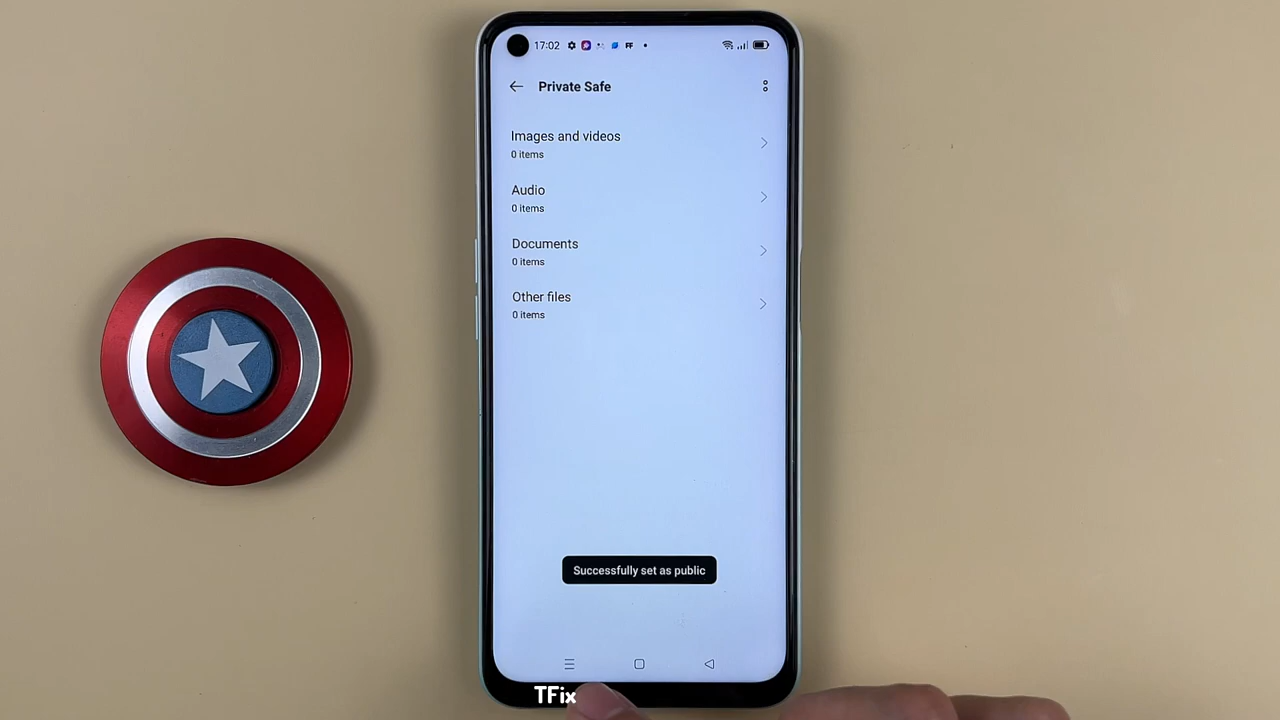 17:02
Private Safe
Images and videos
0 items
Audio
0 items
Documents
0 items
Other files
0 items
Successfully set as public
TFix